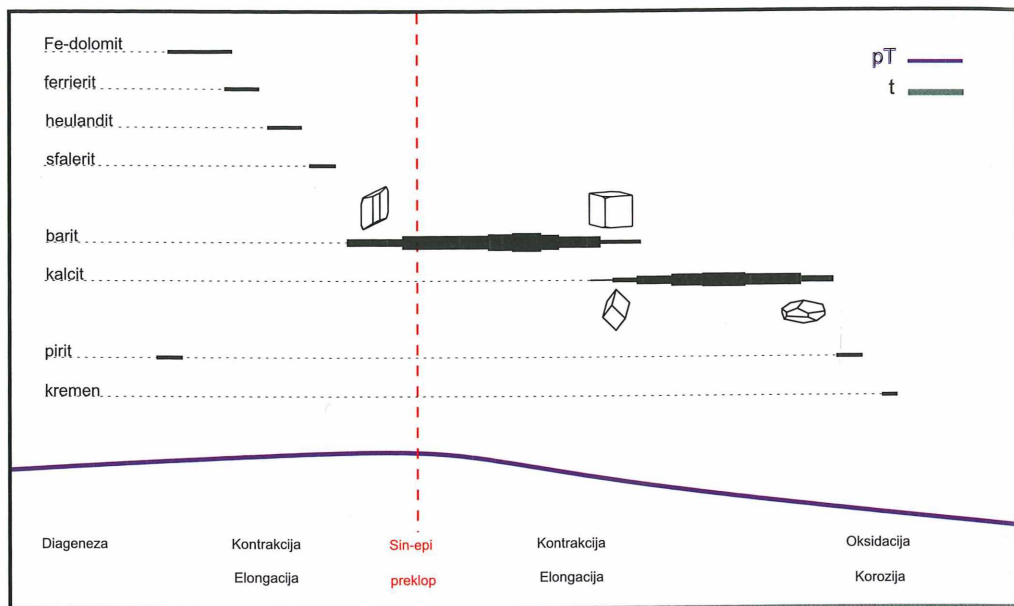 Fe-dolomit
pT
ferrierit
t
heulandit
sfalerit
barit
kalcit
pirit
kremen
Diageneza Kontrakcija Sin-epi Kontrakcija Oksidacija
Elongacija preklop Elongacija Korozija